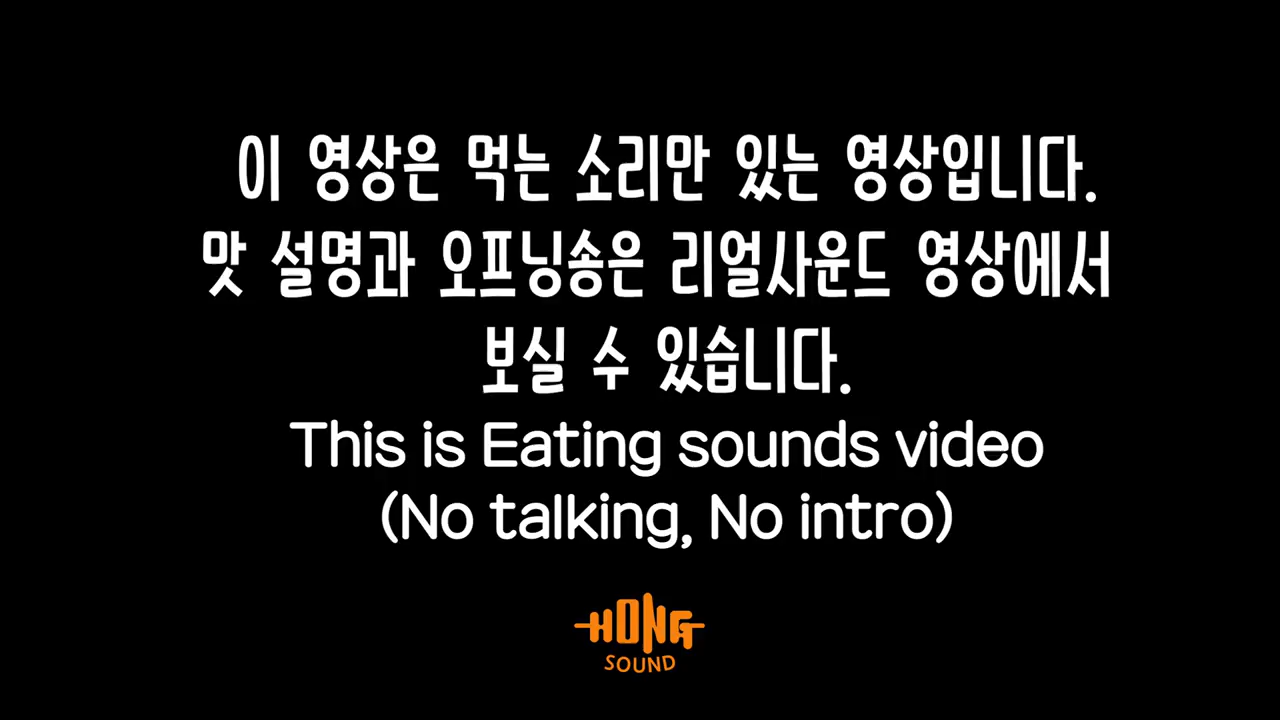 이 영상은 먹는 소리만 있는 영상입니다.
맛 설명과 오프닝송은 리얼사운드 영상에서
보실 수 있습니다.
This is Eating sounds video
(No talking, No intro)
HONG
SOUND